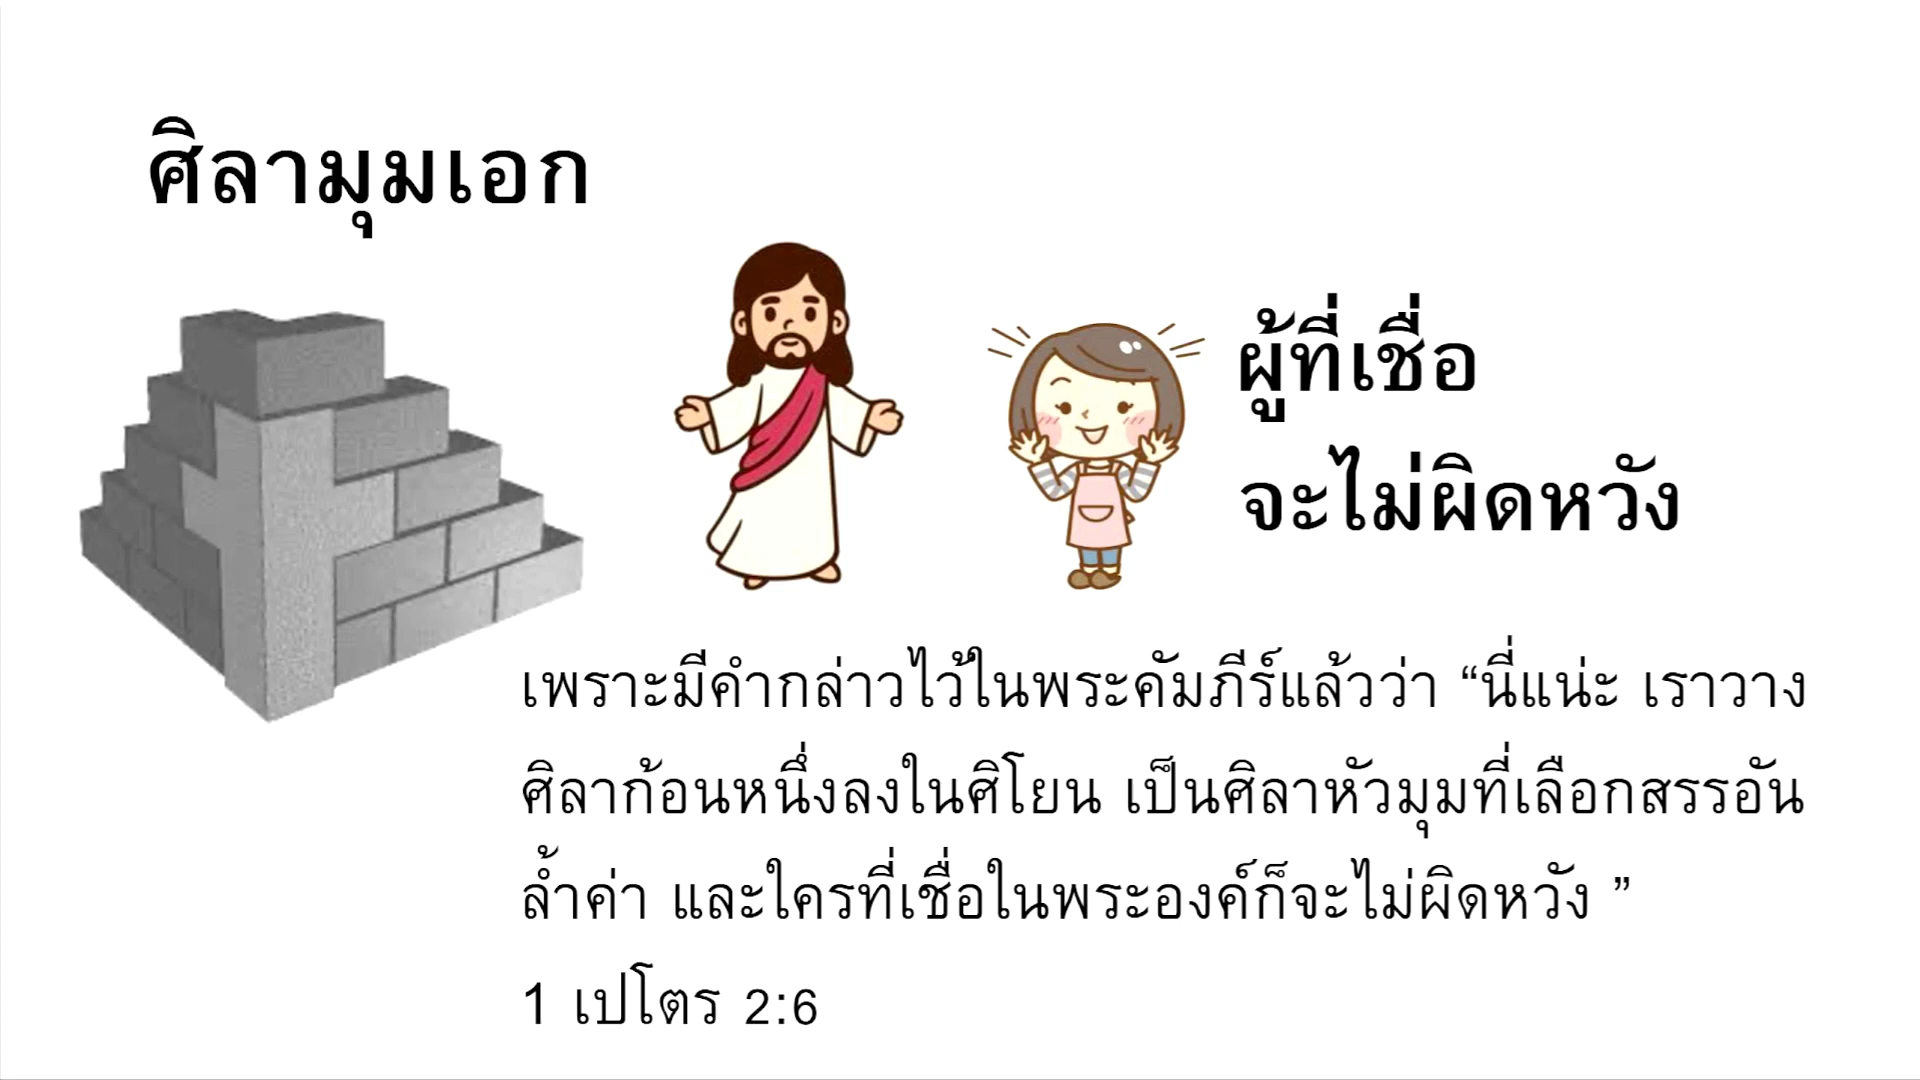 ศิลามุมเอก
ผู้ที่เชื่อ
จะไม่ผิดหวัง
เพราะมีคำกล่าวไว้ในพระคัมภีร์แล้วว่า “นี่แน่ะ เราวาง
ศิลาก้อนหนึ่งลงในศิโยน เป็นศิลาหัวมุมที่เลือกสรรอัน
ล้ำค่า และใครที่เชื่อในพระองค์ก็จะไม่ผิดหวัง ”
1 เปโตร 2:6